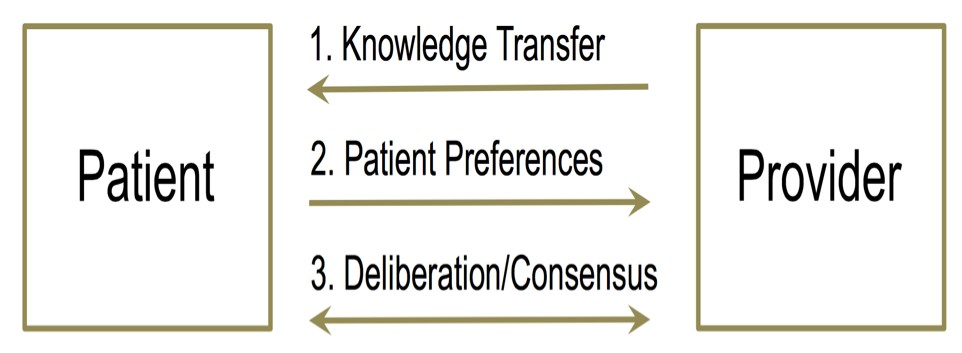 Patient
1. Knowledge Transfer
2. Patient Preferences
3. Deliberation/Consensus
Provider